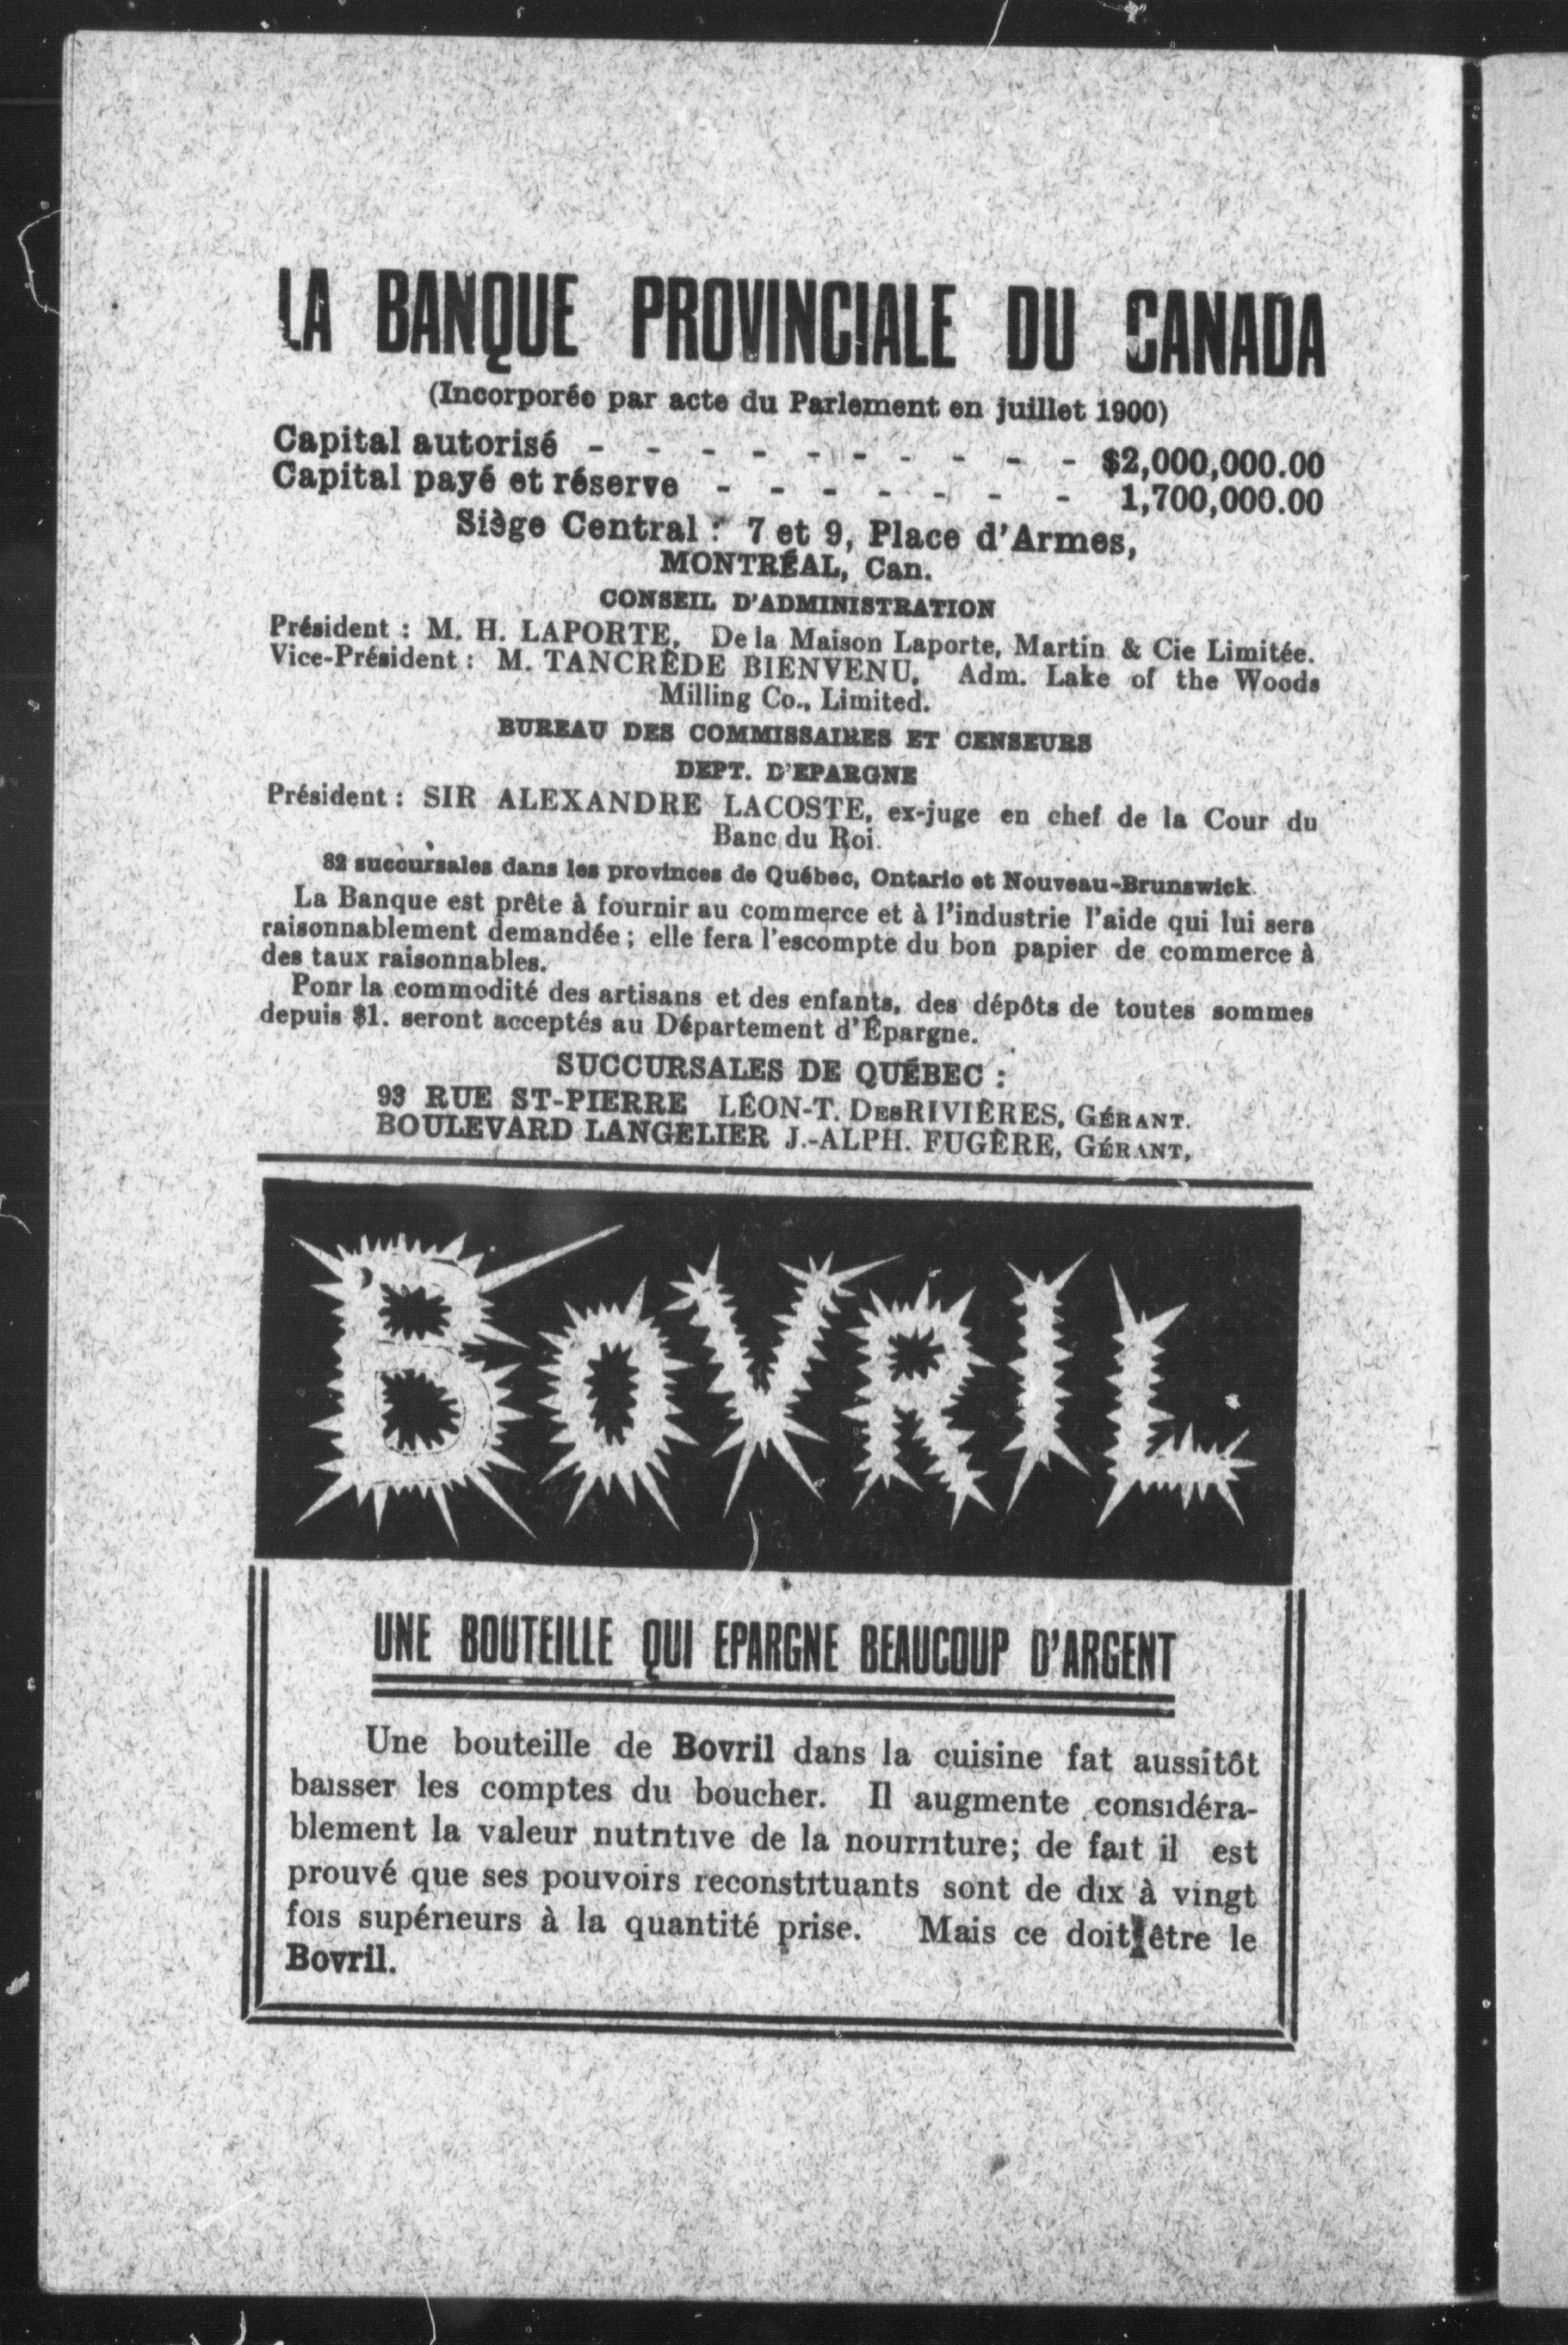 LA BANQUE PROVINCIALE DU CANADA
(Incorporée par acte du Parlement en juillet 1900)
Capital autorisé - - - - - - - - - - $2,000,000.00
Capital payé et réserve - - - - - - - 1,700,000.00
Siège Central : 7 et 9, Place d'Armes,
MONTRÉAL, Can.
CONSEIL D'ADMINISTRATION
Président : M. H. LAPORTE, De la Maison Laporte, Martin & Cie Limitée.
Vice-Président : M. TANCRÈDE BIENVENU, Adm. Lake of the Woods
Milling Co., Limited.
BUREAU DES COMMISSAIRES ET CENSEURS
DEPT. D'EPARGNE
Président : SIR ALEXANDRE LACOSTE, ex-juge en chef de la Cour du
Banc du Roi.
82 succursales dans les provinces de Québec, Ontario et Nouveau-Brunswick.
La Banque est prête à fournir au commerce et à l'industrie l'aide qui lui sera
raisonnablement demandée ; elle fera l'escompte du bon papier de commerce à
des taux raisonnables.
Ponr la commodité des artisans et des enfants, des dépôts de toutes sommes
depuis $1. seront acceptés au Département d'Épargne.
SUCCURSALES DE QUÉBEC :
93 RUE ST-PIERRE LÉON-T. DESRIVIÈRES, GÉRANT.
BOULEVARD LANGELIER J.-ALPH. FUGÈRE, GÉRANT,
BOVRIL
UNE BOUTEILLE QUI EPARGNE BEAUCOUP D'ARGENT
Une bouteille de Bovril dans la cuisine fat aussitôt
baisser les comptes du boucher. Il augmente considéra-
blement la valeur nutritive de la nourriture; de fait il est
prouvé que ses pouvoirs reconstituants sont de dix à vingt
fois supérieurs à la quantité prise. Mais ce doit être le
Bovril.